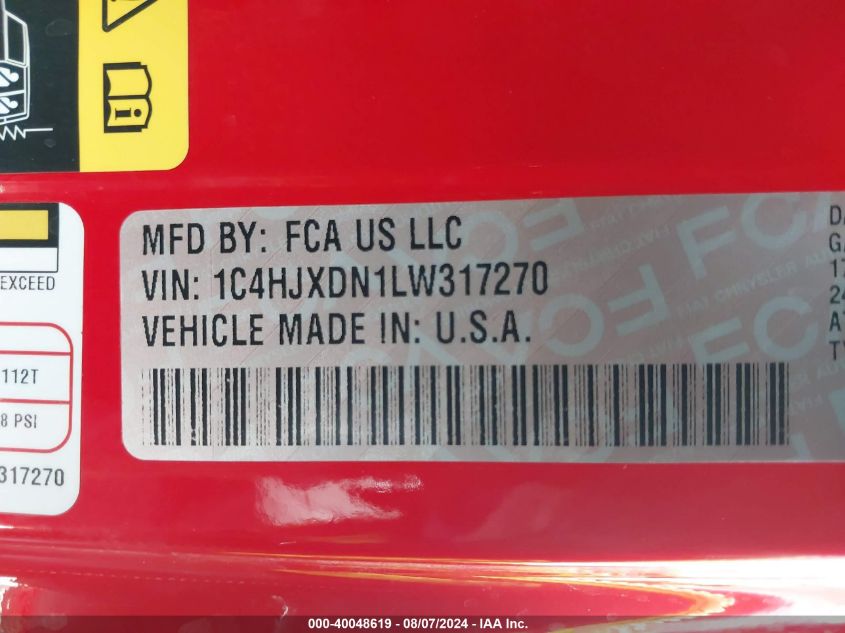 MFD BY: FCA US LLC
VIN: 1C4HJXDN1LW317270
VEHICLE MADE IN: U.S.A.
EXCEED
112T
8 PSI
317270
000-40048619 - 08/07/2024 - IAA Inc.